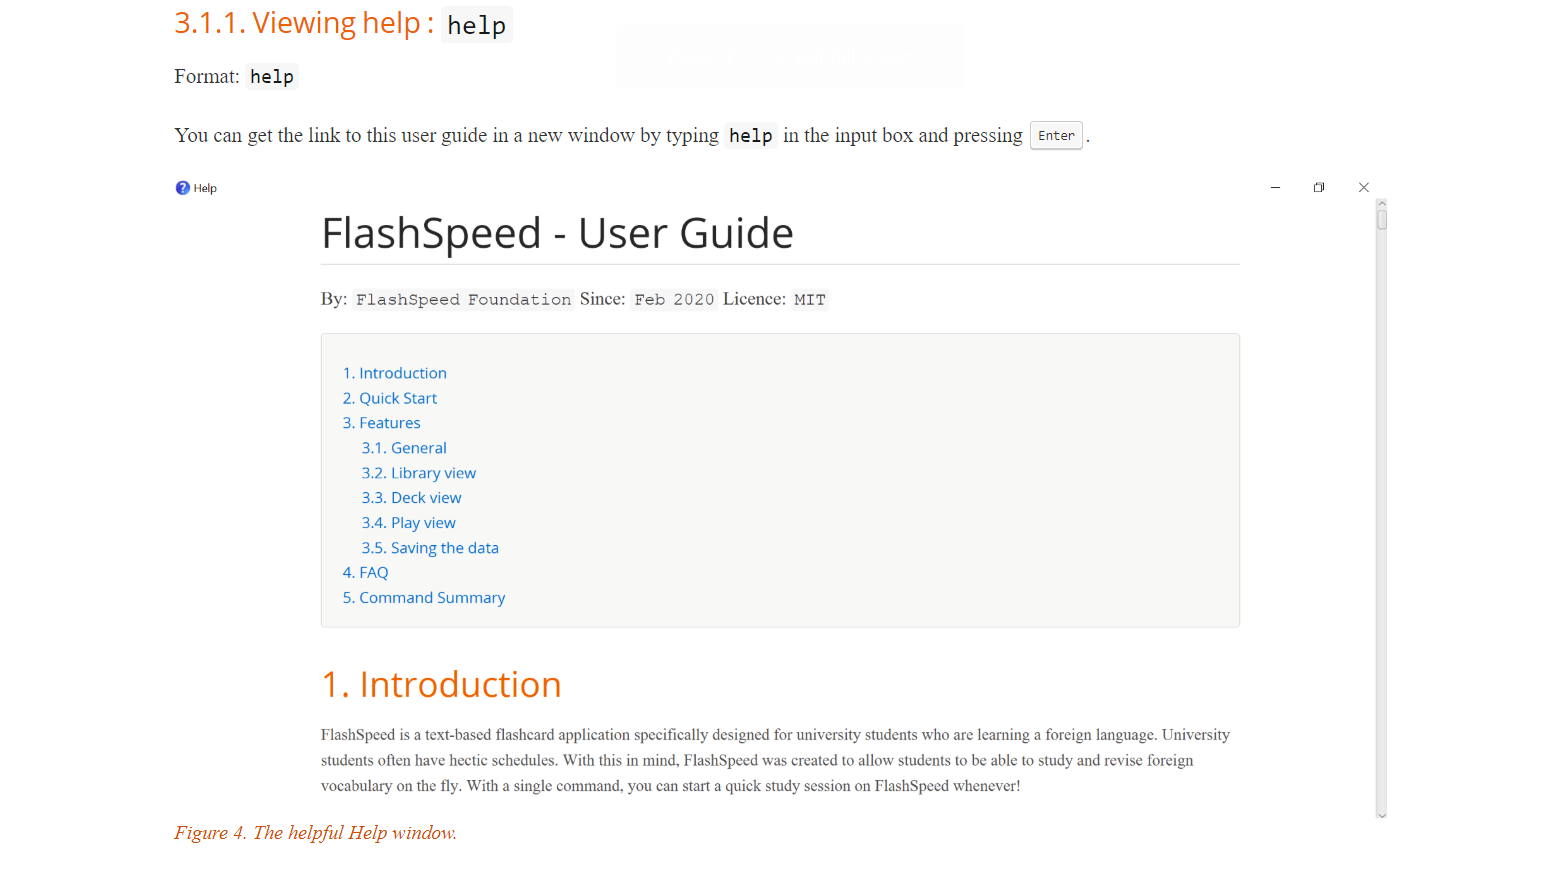 3.1.1. Viewing help : help
Format: help
You can get the link to this user guide in a new window by typing help in the input box and pressing Enter .
? Help
FlashSpeed - User Guide
By: FlashSpeed Foundation Since: Feb 2020 Licence: MIT
1. Introduction
2. Quick Start
3. Features
3.1. General
3.2. Library view
3.3. Deck view
3.4. Play view
3.5. Saving the data
4. FAQ
5. Command Summary
1. Introduction
FlashSpeed is a text-based flashcard application specifically designed for university students who are learning a foreign language. University
students often have hectic schedules. With this in mind, FlashSpeed was created to allow students to be able to study and revise foreign
vocabulary on the fly. With a single command, you can start a quick study session on FlashSpeed whenever!
Figure 4. The helpful Help window.